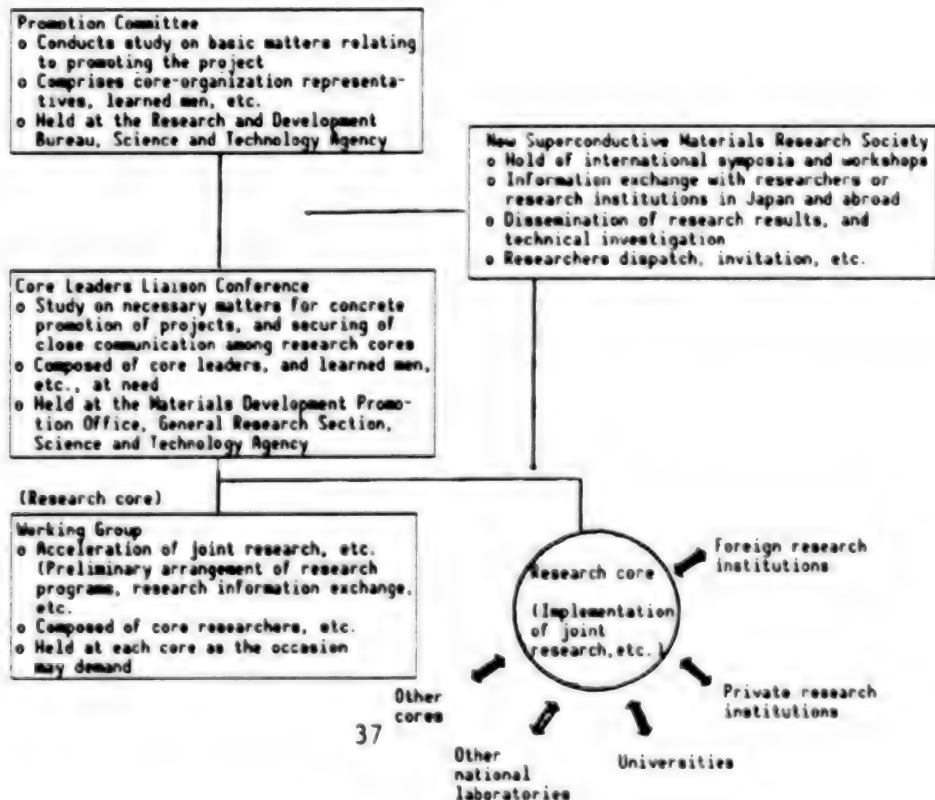 Promotion Committee
o Conducts study on basic matters relating
to promoting the project
o Comprises core-organization representa-
tives, learned men, etc.
o Held at the Research and Development
Bureau, Science and Technology Agency
New Superconductive Materials Research Society
o Hold of international symposia and workshops
o Information exchange with researchers or
research institutions in Japan and abroad
o Dissemination of research results, and
technical investigation
o Researchers dispatch, invitation, etc.
Core Leaders Liaison Conference
o Study on necessary matters for concrete
promotion of projects, and securing of
close communication among research cores
o Composed of core leaders, and learned men,
etc., at need
o Held at the Materials Development Promo-
tion Office, General Research Section,
Science and Technology Agency
(Research core)
Working Group
o Acceleration of joint research, etc.
(Preliminary arrangement of research
programs, research information exchange,
etc.
o Composed of core researchers, etc.
o Held at each core as the occasion
may demand
Research core
(Implementation
of joint
research,etc.)
Foreign research
institutions
Private research
institutions
Universities
Other
national
laboratories
Other
cores
37